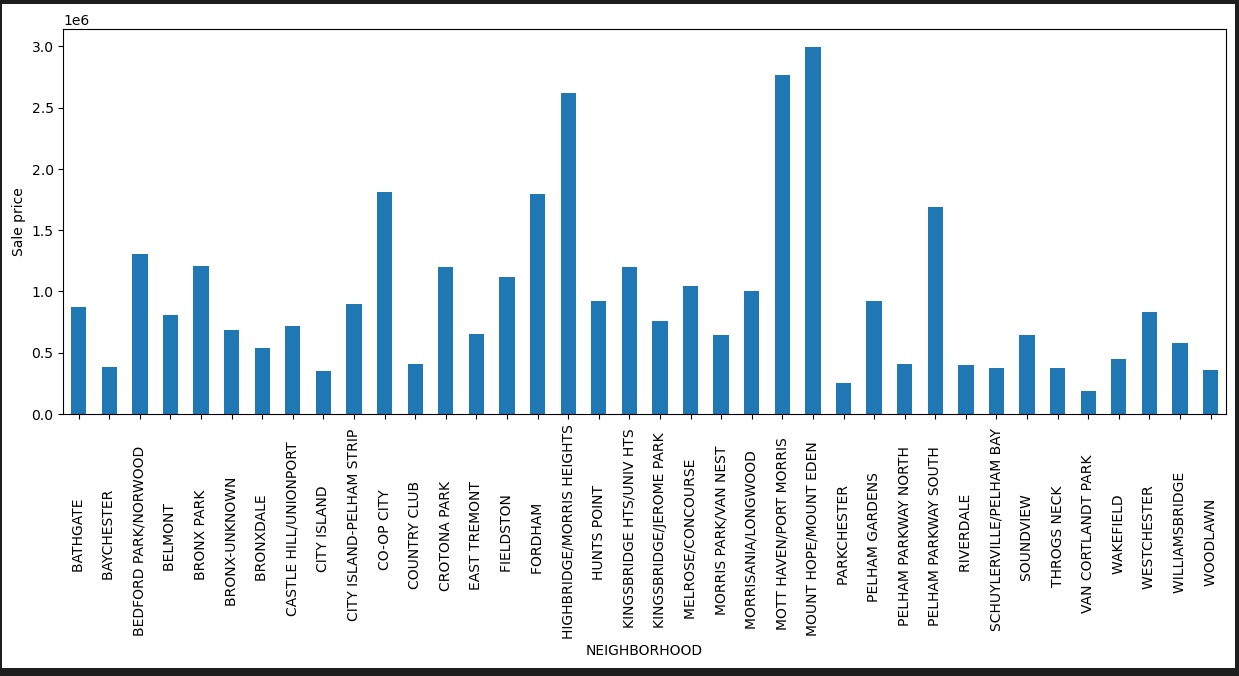 1e6
3.0
2.5
2.0
1.5
1.0
0.5
0.0
Sale price
BATHGATE
BAYCHESTER
BEDFORD PARK/NORWOOD
BELMONT
BRONX PARK
BRONX-UNKNOWN
BRONXDALE
CASTLE HILL/UNIONPORT
CITY ISLAND
CITY ISLAND-PELHAM STRIP
CO-OP CITY
COUNTRY CLUB
CROTONA PARK
EAST TREMONT
FIELDSTON
FORDHAM
HIGHBRIDGE/MORRIS HEIGHTS
HUNTS POINT
KINGSBRIDGE HTS/UNIV HTS
KINGSBRIDGE/JEROME PARK
MELROSE/CONCOURSE
MORRIS PARK/VAN NEST
MORRISANIA/LONGWOOD
MOTT HAVEN/PORT MORRIS
MOUNT HOPE/MOUNT EDEN
PARKCHESTER
PELHAM GARDENS
PELHAM PARKWAY NORTH
PELHAM PARKWAY SOUTH
RIVERDALE
SCHUYLERVILLE/PELHAM BAY
SOUNDVIEW
THROGS NECK
VAN CORTLANDT PARK
WAKEFIELD
WESTCHESTER
WILLIAMSBRIDGE
WOODLAWN
NEIGHBORHOOD